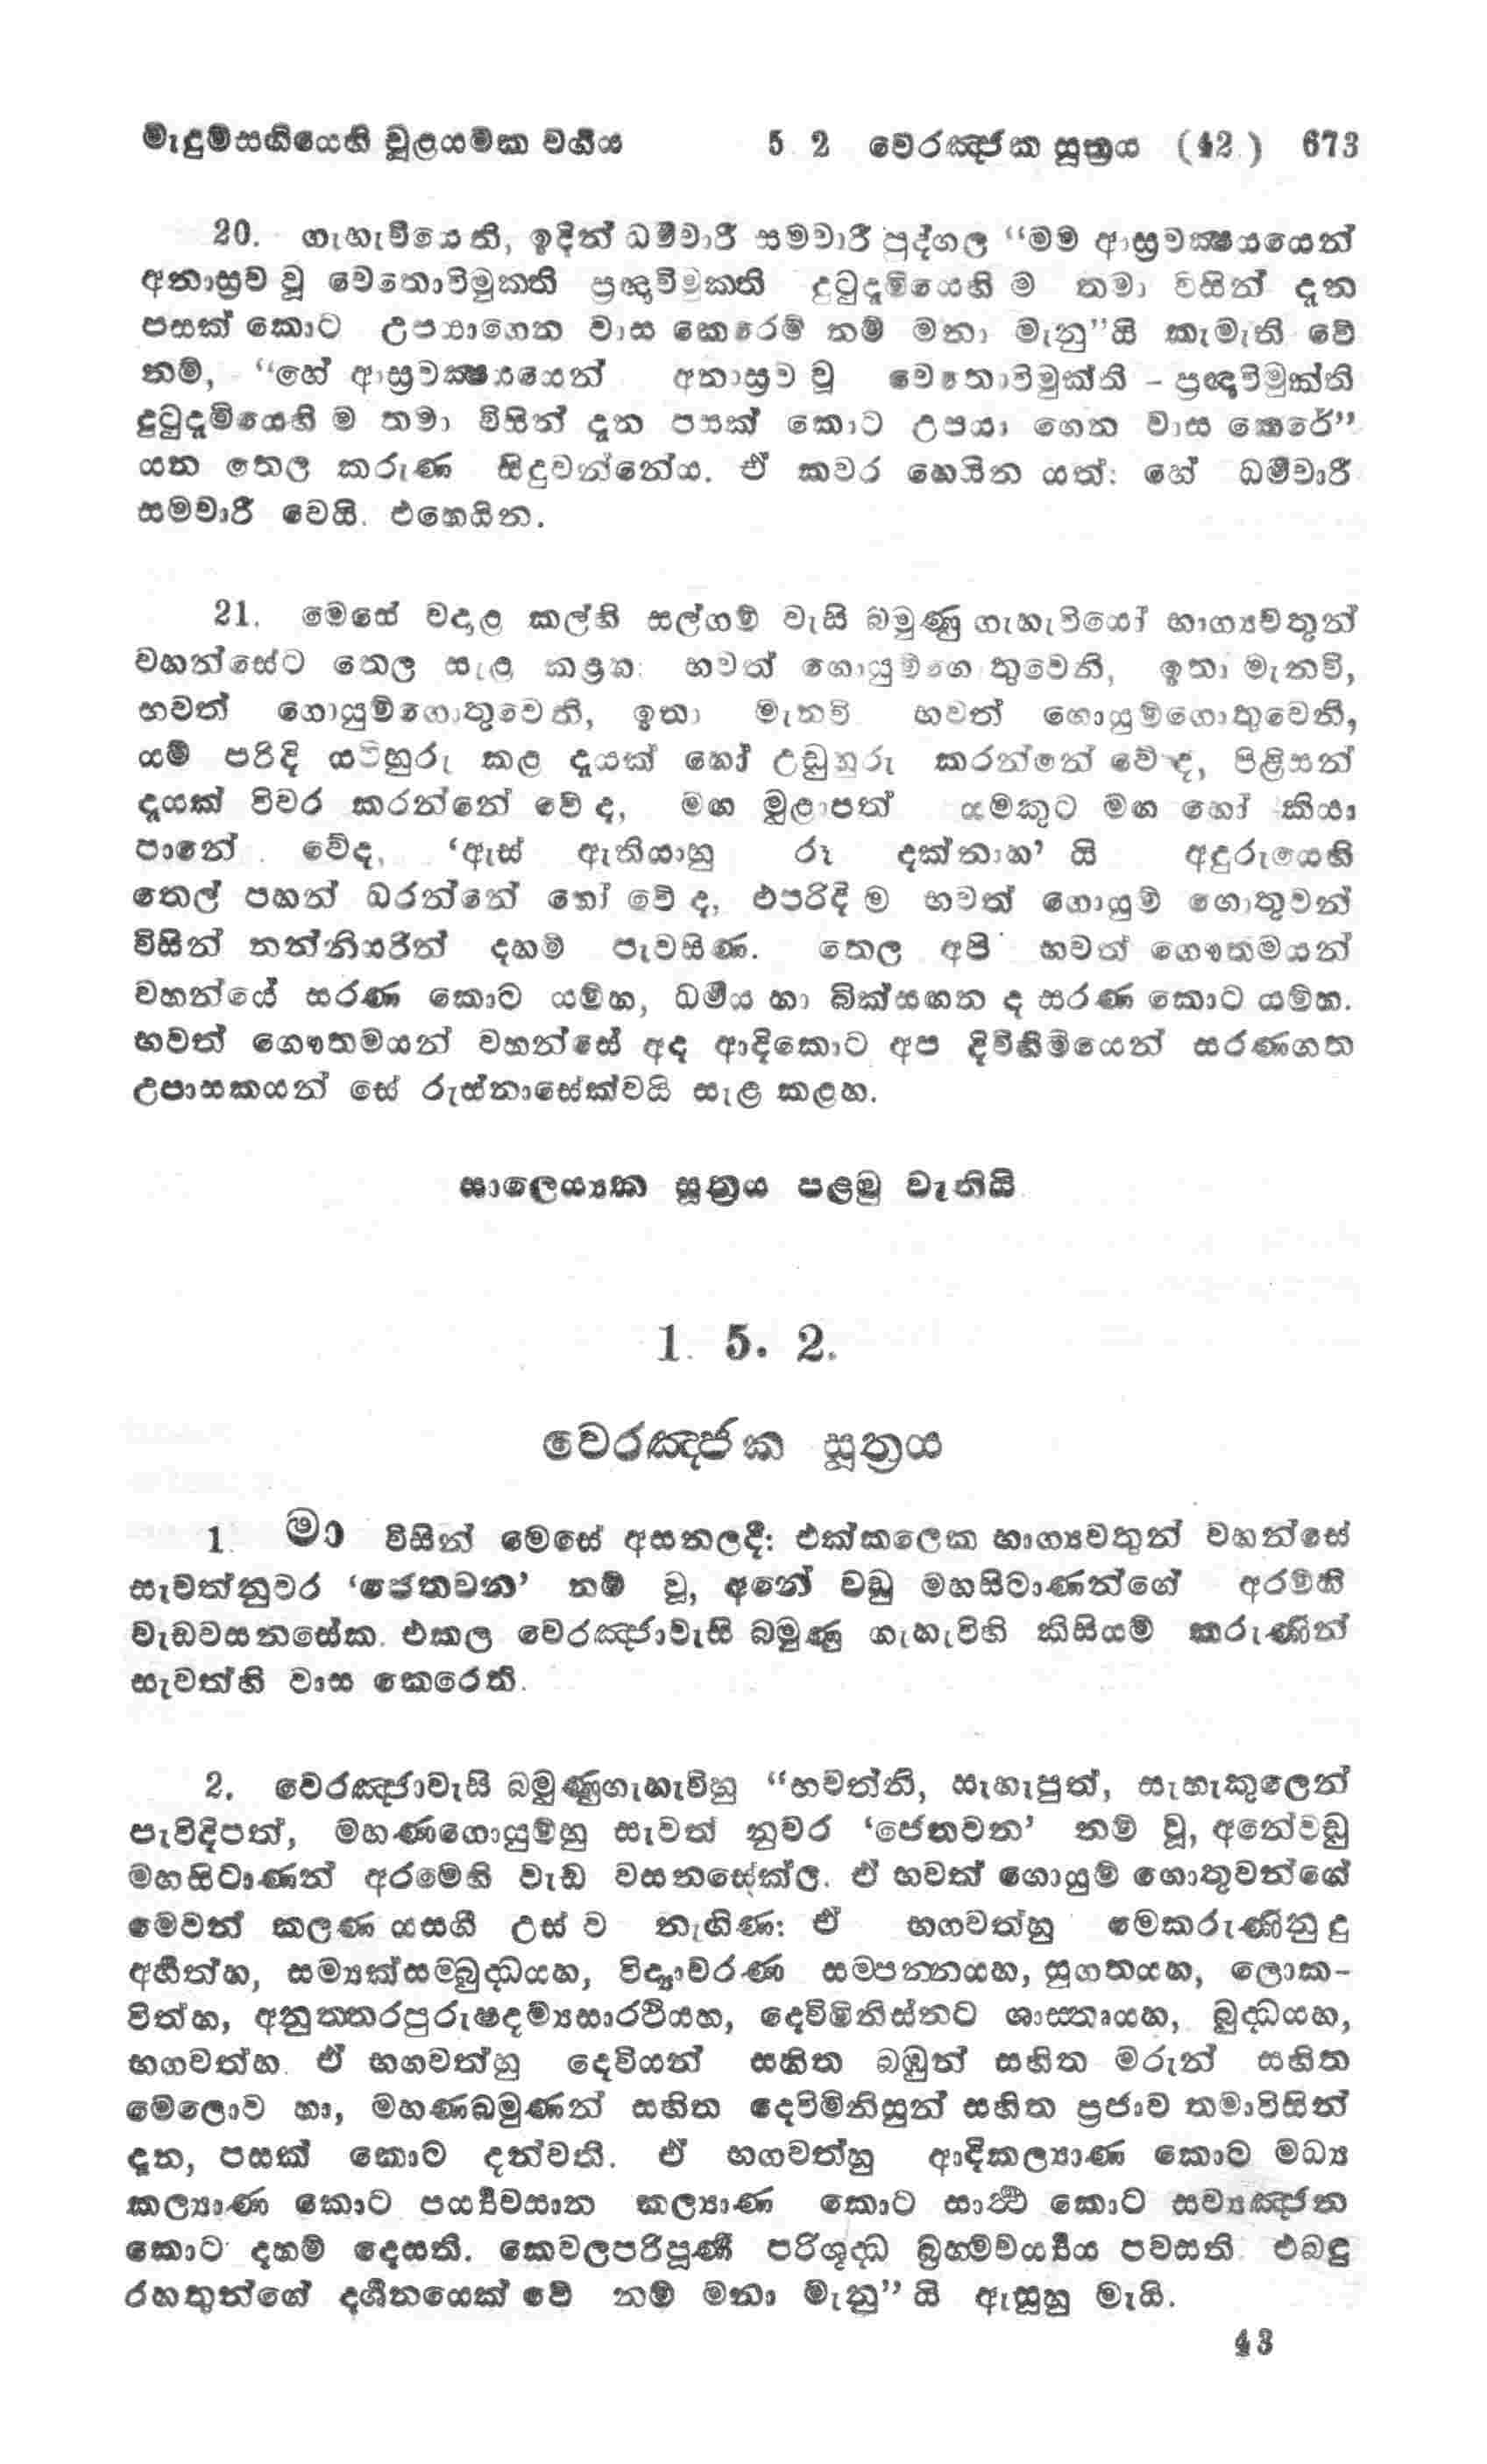 මැදුම්සඟියෙහි චූළයමක වර්‍ගය 5 2 වෙරඤ්ජක සූත්‍රය (42) 673
20. ගැහැවියෙනි, ඉදින් ධර්‍මචාරී සමචාරී පුද්ගල “මම ආස්‍රවක්‍ෂයයෙන්
අනාස්‍රව වූ චෙතොවිමුක්ති ප්‍රඥාවිමුක්ති දුටුදැමියෙහි ම තමා විසින් දැන
පසක් කොට උපයාගෙන වාස කෙරෙම් නම් මනා මැනු”යි කැමැති වේ
නම්, “හේ ආස්‍රවක්‍ෂයයෙන් අනාස්‍රව වූ චෙතොවිමුක්ති - ප්‍රඥාවිමුක්ති
දුටුදැමියෙහි ම තමා විසින් දැන පසක් කොට උපයා ගෙන වාස කෙරේ”
යන තෙල කරුණ සිදුවන්නේය. ඒ කවර හෙයින යත්: හේ ධර්‍මචාරී
සමචාරී වෙයි. එහෙයින.
21. මෙසේ වදාළ කල්හි සල්ගම් වැසි බමුණු ගැහැවියෝ භාග්‍යවතුන්
වහන්සේට තෙල සැළ කළහ: භවත් ගොයුම්ගොතුවෙනි, ඉතා මැනවි,
භවත් ගොයුම්ගොතුවෙනි, ඉතා මැනවි භවත් ගොයුම්ගොතුවෙනි,
යම් පරිදි යටිහුරු කළ දැයක් හෝ උඩුහුරු කරන්නේ වේ ද, පිළිසන්
දැයක් විවර කරන්නේ වේ ද, මඟ මුළාපත් යමකුට මඟ හෝ කියා
පානේ වේද, ‘ඇස් ඇතියාහු රූ දක්නාහ’ යි අඳුරුයෙහි
තෙල් පහන් ධරන්නේ හෝ වේ ද, එපරිදි ම භවත් ගොයුම් ගොතුවන්
විසින් නන්නියරින් දහම් පැවසිණ. තෙල අපි භවත් ගෞතමයන්
වහන්සේ සරණ කොට යම්හ, ධර්‍මය හා බික්සඟන ද සරණ කොට යම්හ.
භවත් ගෞතමයන් වහන්සේ අද ආදිකොට අප දිවිහිමියෙන් සරණගත
උපාසකයන් සේ රුස්නාසේක්වයි සැළ කළහ.
සාලෙය්‍යක සූත්‍රය පළමු වැනියි
1. 5. 2.
වෙරඤ්ජක සූත්‍රය
1 මා විසින් මෙසේ අසනලදී: එක්කලෙක භාග්‍යවතුන් වහන්සේ
සැවත්නුවර ‘ජේතවන’ නම් වූ, අනේ වඩු මහසිටාණන්ගේ අරම්හි
වැඩවසනසේක. එකල වෙරඤ්ජාවැසි බමුණු ගැහැවිහි කිසියම් කරුණින්
සැවත්හි වාස කෙරෙති.
2. වෙරඤ්ජාවැසි බමුණුගැහැවිහු “භවත්නි, සැහැපුත්, සැහැකුලෙන්
පැවිදිපත්, මහණගොයුම්හු සැවත් නුවර ‘ජේතවන’ නම් වූ, අනේවඩු
මහසිටාණන් අරමෙහි වැඩ වසනසේක්ල. ඒ භවත් ගොයුම් ගොතුවන්ගේ
මෙවන් කලණ යසගී උස් ව නැඟිණ: ඒ භගවත්හු මෙකරුණිනුදු
අර්‍හත්හ, සම්‍යක්සම්බුද්ධයහ, විද්‍යාචරණ සම්පන්නයහ, සුගතයහ, ලොක-
විත්හ, අනුත්තරපුරුෂදම්‍යසාරථියහ, දෙවිමිනිස්නට ශාස්තෘයහ, බුද්ධයහ,
භගවත්හ. ඒ භගවත්හු දෙවියන් සහිත බඹුන් සහිත මරුන් සහිත
මෙලොව හා, මහණබමුණන් සහිත දෙවිමිනිසුන් සහිත ප්‍රජාව තමාවිසින්
දැන, පසක් කොට දන්වති. ඒ භගවත්හු ආදිකල්‍යාණ කොට මධ්‍ය
කල්‍යාණ කොට පර්‍ය්‍යවසාන කල්‍යාණ කොට සාර්‍ත්‍ථ කොට සව්‍යඤ්ජන
කොට දහම් දෙසති. කෙවලපරිපූර්‍ණ පරිශුද්ධ බ්‍රහ්මචර්‍ය්‍යය පවසති. එබඳු
රහතුන්ගේ දර්‍ශනයෙක් වේ නම් මනා මැනු” යි ඇසූහු මැයි.
43